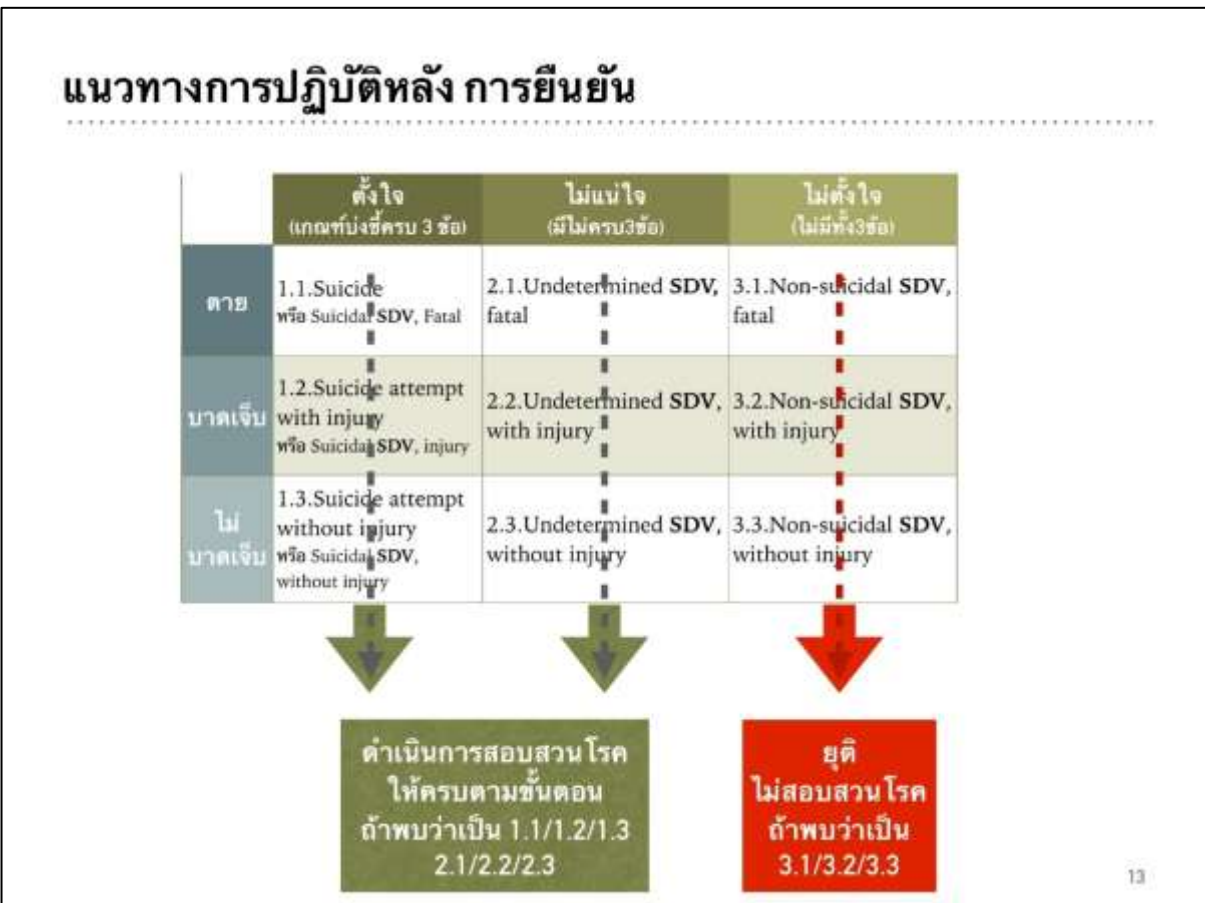 แนวทางการปฏิบัติหลัง การยืนยัน
ตั้งใจ
(เกณฑ์บ่งชี้ครบ 3 ข้อ)
ไม่แน่ใจ
(มีไม่ครบ3ข้อ)
ไม่ตั้งใจ
(ไม่มีทั้ง3ข้อ)
ตาย
1.1.Suicide
หรือ Suicidal SDV, Fatal
2.1.Undetermined SDV,
fatal
3.1.Non-suicidal SDV,
fatal
บาดเจ็บ
1.2.Suicide attempt
with injury
หรือ Suicidal SDV, injury
2.2.Undetermined SDV,
with injury
3.2.Non-suicidal SDV,
with injury
ไม่
บาดเจ็บ
1.3.Suicide attempt
without injury
หรือ Suicidal SDV,
without injury
2.3.Undetermined SDV,
without injury
3.3.Non-suicidal SDV,
without injury
ดำเนินการสอบสวนโรค
ให้ครบตามขั้นตอน
ถ้าพบว่าเป็น 1.1/1.2/1.3
2.1/2.2/2.3
ยุติ
ไม่สอบสวนโรค
ถ้าพบว่าเป็น
3.1/3.2/3.3
13